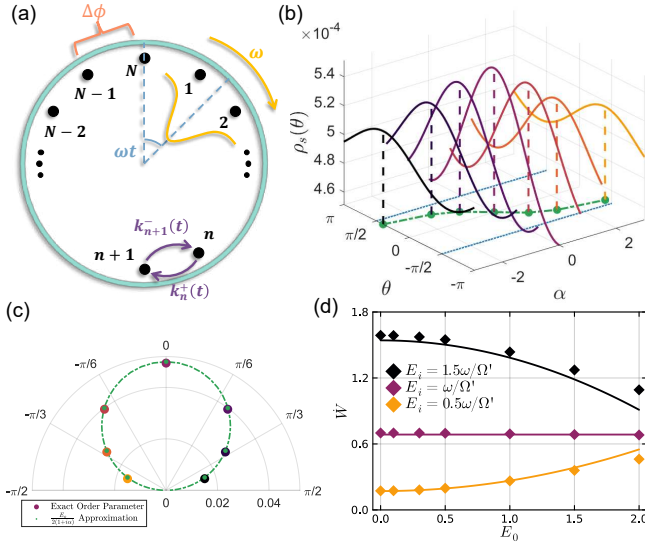 (a)
Δϕ
N
N − 1
N − 2
1
2
ω
ωt
k⁻ₙ₊₁(t)
n + 1
n
k⁺ₙ(t)
(b)
×10⁻⁴
5.4
5.2
5
4.8
4.6
ρₛ(θ)
π
π/2
0
-π/2
-π
θ
-2
0
2
α
(c)
0
-π/6
π/6
-π/3
π/3
-π/2
π/2
0
0.02
0.04
Exact Order Parameter
Approximation
(d)
1.8
1.2
0.6
0.0
Ẇ
Eᵢ = 1.5ω/Ω'
Eᵢ = ω/Ω'
Eᵢ = 0.5ω/Ω'
0.0
0.5
1.0
1.5
2.0
E₀